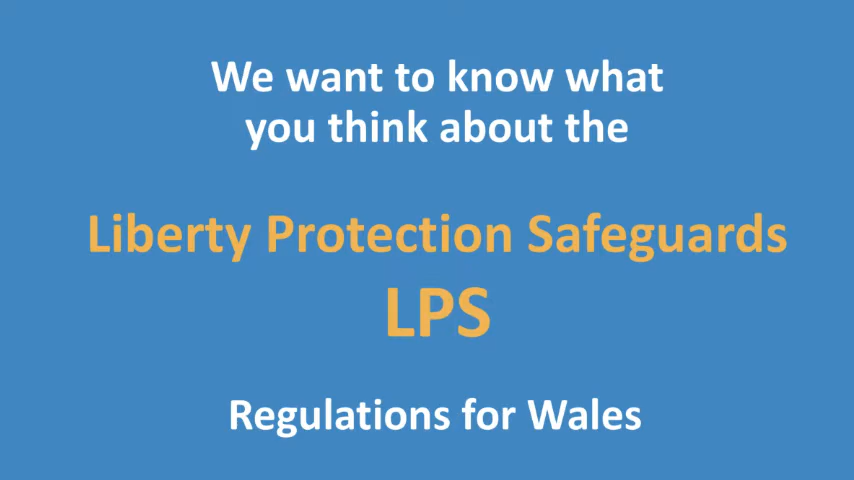 We want to know what
you think about the
Liberty Protection Safeguards
LPS
Regulations for Wales